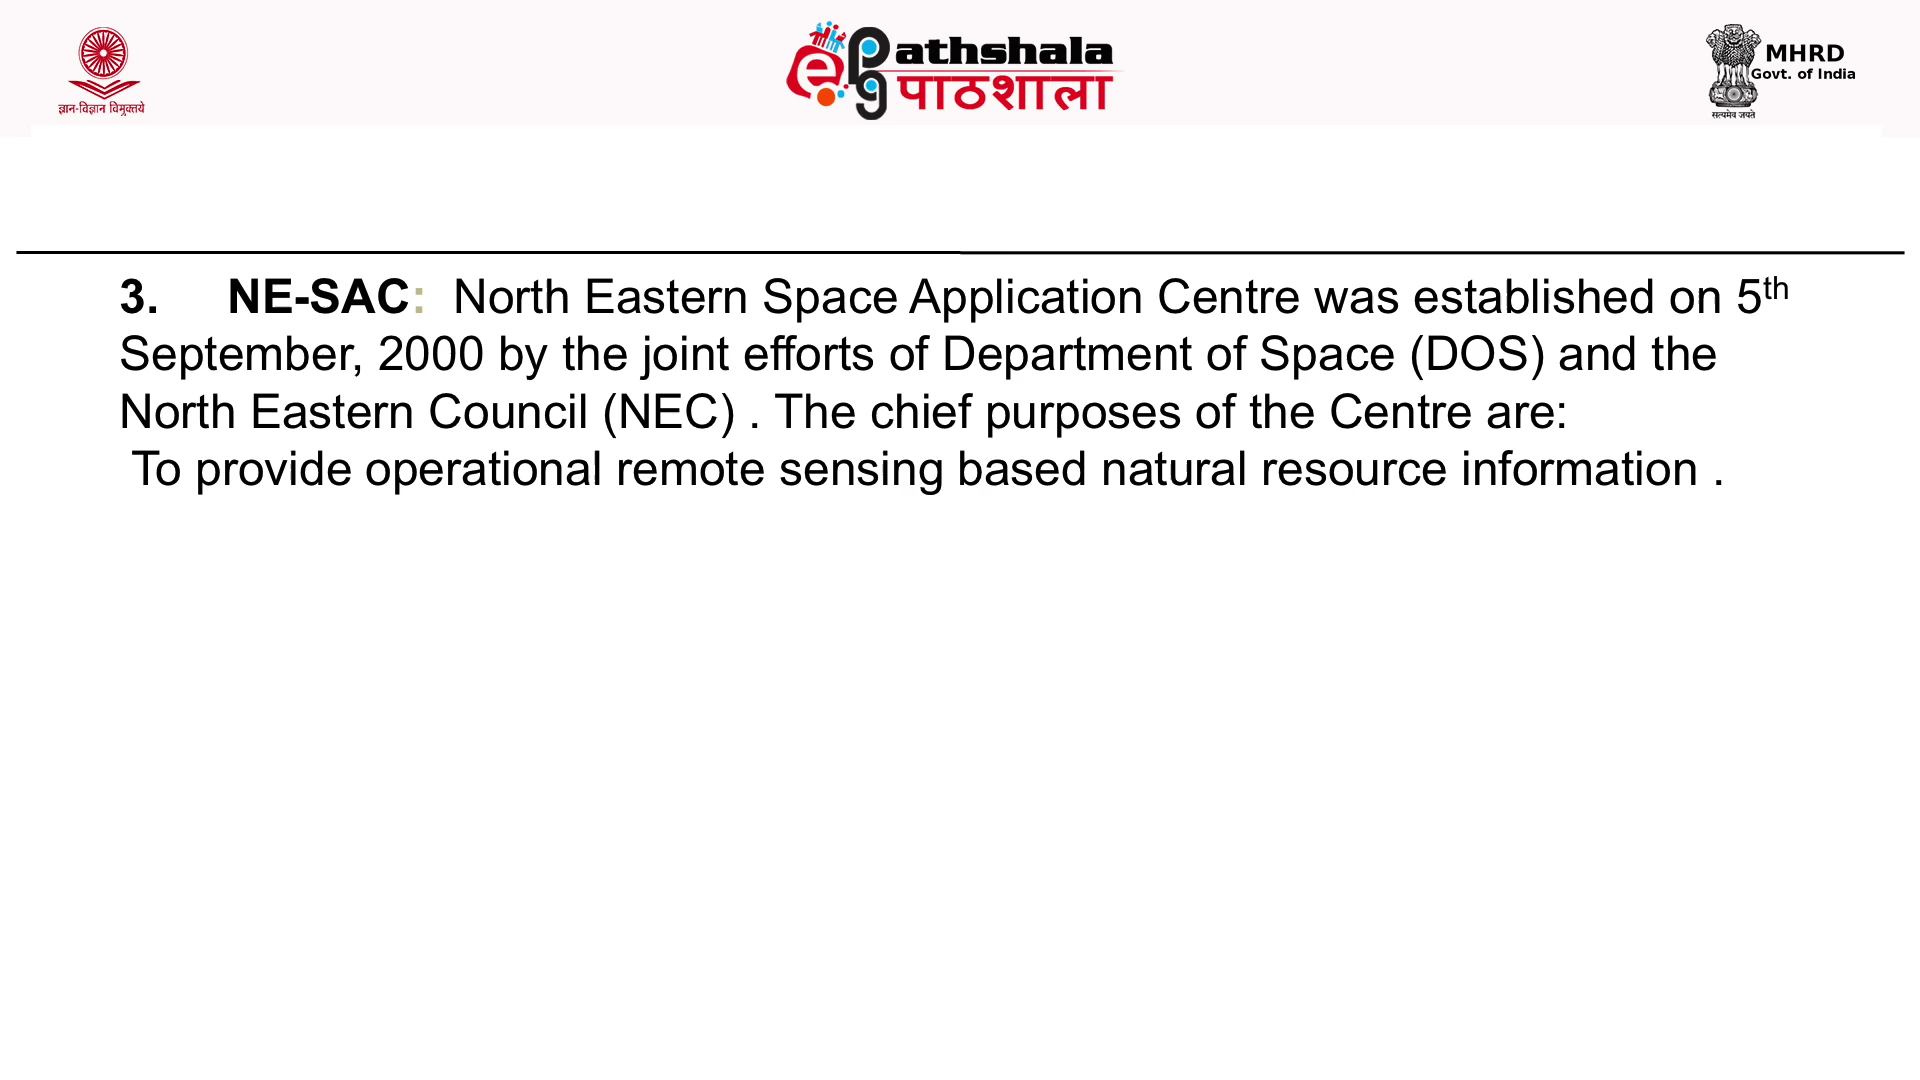 ज्ञान-विज्ञान विमुक्तये
e pg athshala
पाठशाला
MHRD
Govt. of India
सत्यमेव जयते
3. NE-SAC: North Eastern Space Application Centre was established on 5th
September, 2000 by the joint efforts of Department of Space (DOS) and the
North Eastern Council (NEC) . The chief purposes of the Centre are:
To provide operational remote sensing based natural resource information .